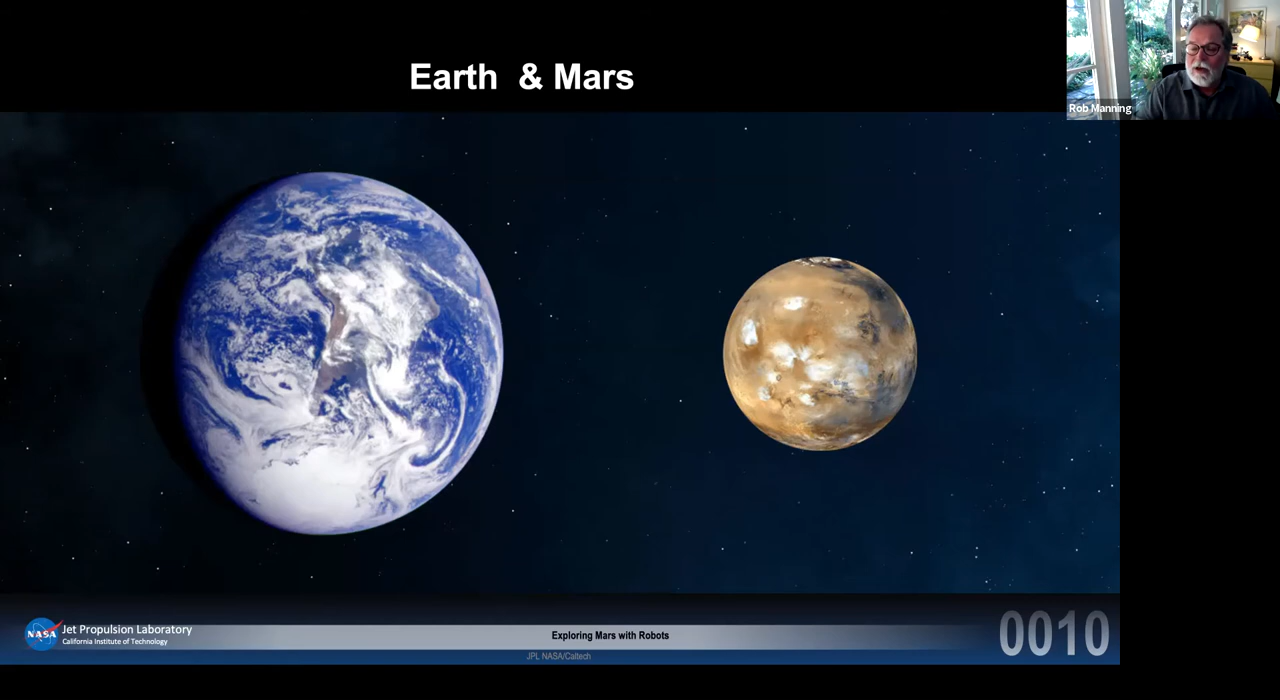 Earth & Mars
Rob Manning
NASA
Jet Propulsion Laboratory
California Institute of Technology
Exploring Mars with Robots
JPL NASA/Caltech
0010